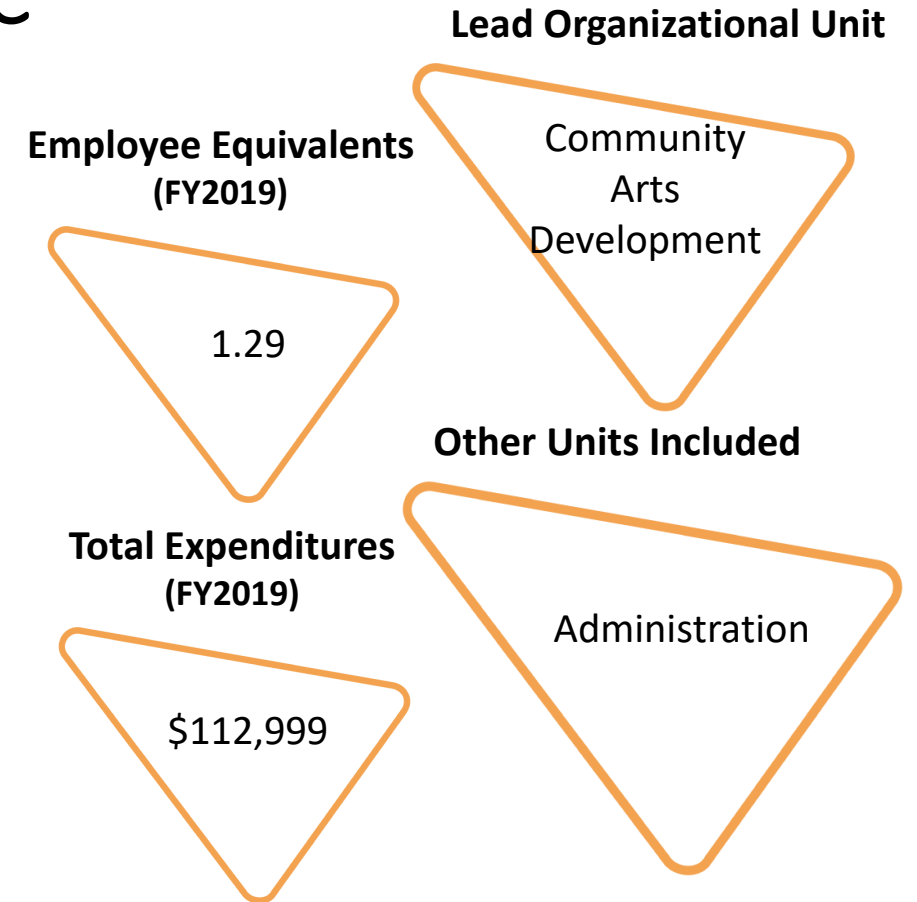 Lead Organizational Unit
Community
Arts
Development
Employee Equivalents
(FY2019)
1.29
Other Units Included
Administration
Total Expenditures
(FY2019)
$112,999